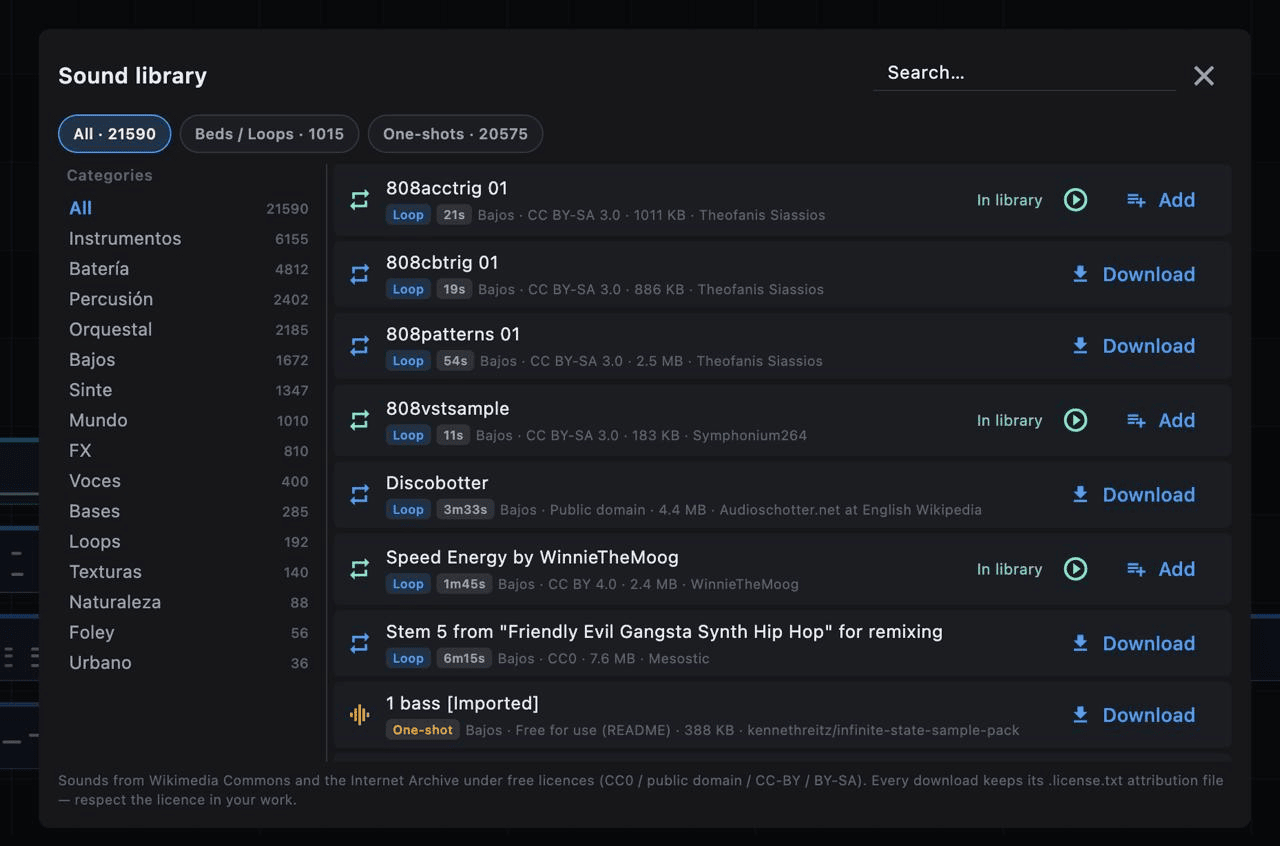 Sound library
Search...
All · 21590
Beds / Loops · 1015
One-shots · 20575
Categories
All 21590
Instrumentos 6155
Batería 4812
Percusión 2402
Orquestal 2185
Bajos 1672
Sinte 1347
Mundo 1010
FX 810
Voces 400
Bases 285
Loops 192
Texturas 140
Naturaleza 88
Foley 56
Urbano 36
808acctrig 01
Loop 21s Bajos · CC BY-SA 3.0 · 1011 KB · Theofanis Siassios
In library Add
808cbtrig 01
Loop 19s Bajos · CC BY-SA 3.0 · 886 KB · Theofanis Siassios
Download
808patterns 01
Loop 54s Bajos · CC BY-SA 3.0 · 2.5 MB · Theofanis Siassios
Download
808vstsample
Loop 11s Bajos · CC BY-SA 3.0 · 183 KB · Symphonium264
In library Add
Discobotter
Loop 3m33s Bajos · Public domain · 4.4 MB · Audioschotter.net at English Wikipedia
Download
Speed Energy by WinnieTheMoog
Loop 1m45s Bajos · CC BY 4.0 · 2.4 MB · WinnieTheMoog
In library Add
Stem 5 from "Friendly Evil Gangsta Synth Hip Hop" for remixing
Loop 6m15s Bajos · CC0 · 7.6 MB · Mesostic
Download
1 bass [Imported]
One-shot Bajos · Free for use (README) · 388 KB · kennethreitz/infinite-state-sample-pack
Download
Sounds from Wikimedia Commons and the Internet Archive under free licences (CC0 / public domain / CC-BY / BY-SA). Every download keeps its .license.txt attribution file
— respect the licence in your work.